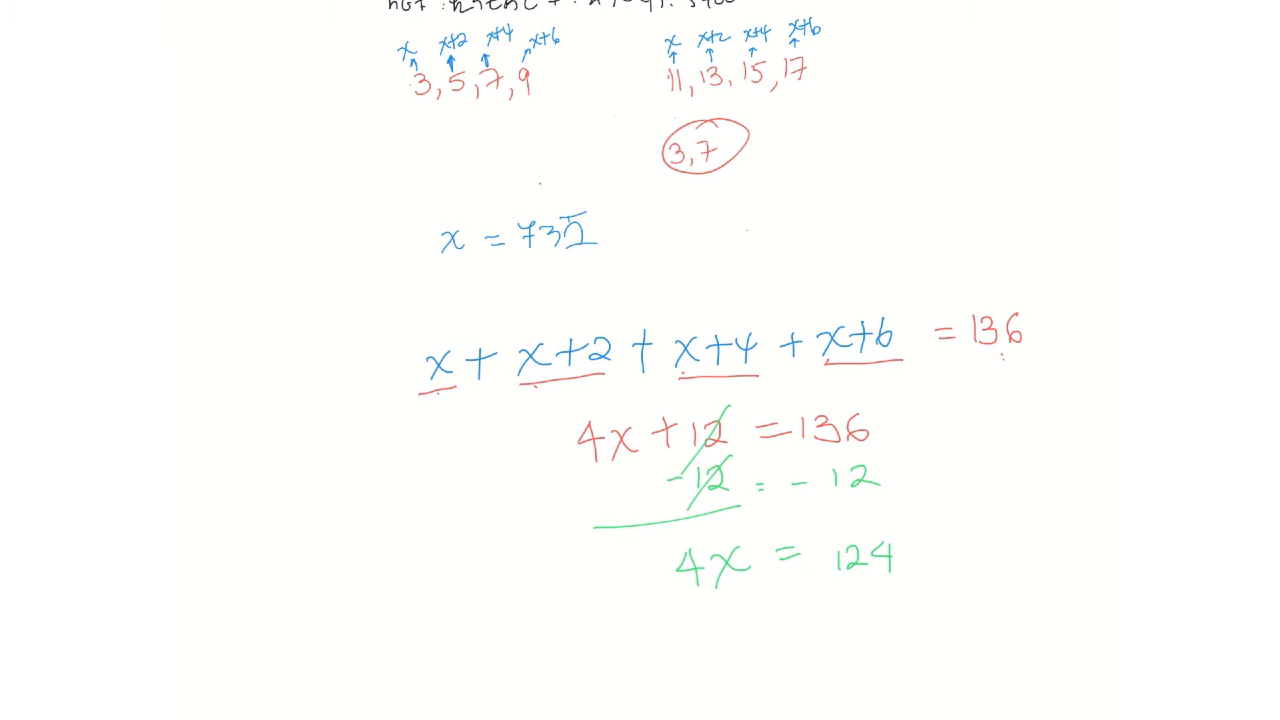 x x+2 x+4 x+6 x x+2 x+4 x+6
3, 5, 7, 9 11, 13, 15, 17
3, 7
x = 73
x + x+2 + x+4 + x+6 = 136
4x + 12 = 136
-12 = -12
4x = 124